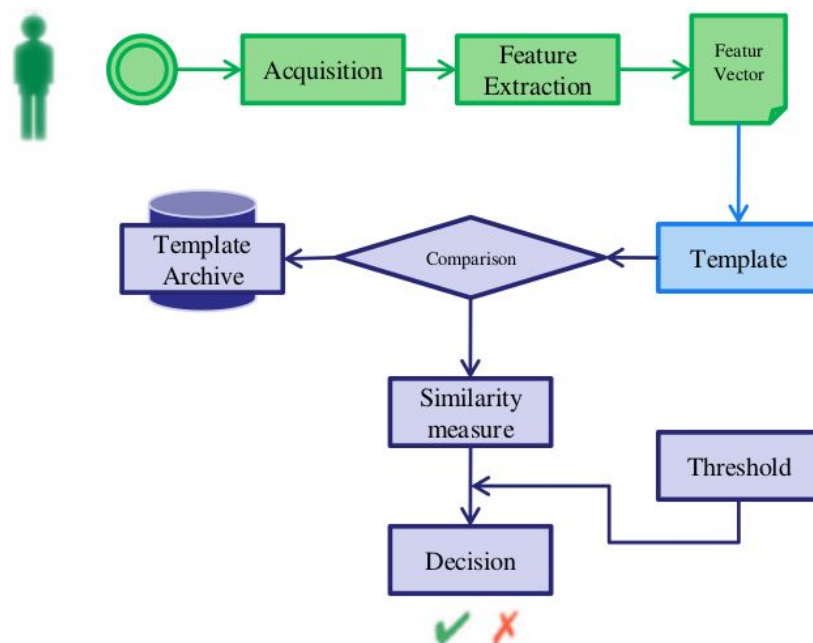 Acquisition
Feature
Extraction
Featur
Vector
Template
Archive
Comparison
Template
Similarity
measure
Threshold
Decision